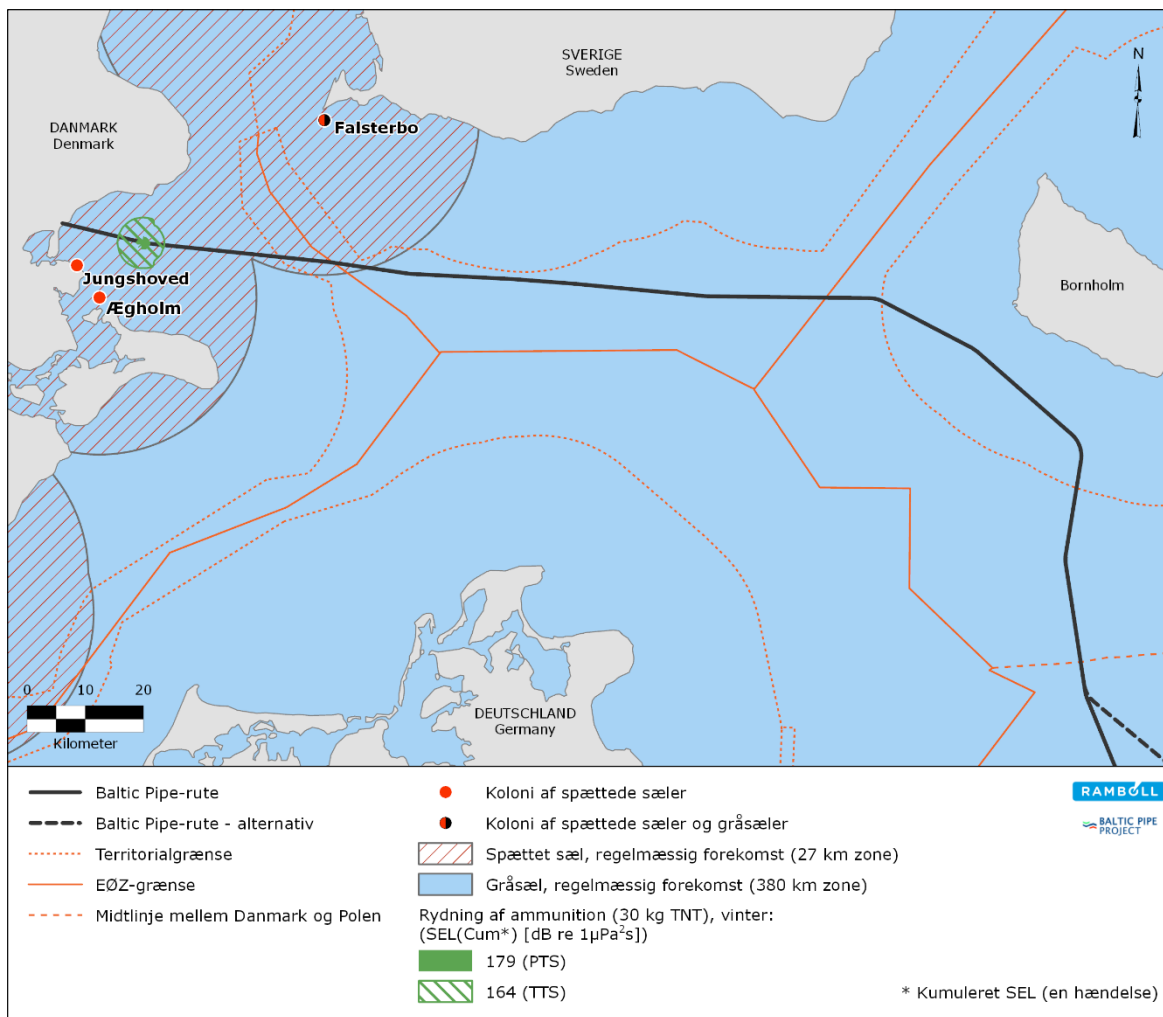 SVERIGE
Sweden
N
DANMARK
Denmark
Falsterbo
Jungshoved
Ægholm
Bornholm
0 10 20
Kilometer
DEUTSCHLAND
Germany
Baltic Pipe-rute
Baltic Pipe-rute - alternativ
Territorialgrænse
EØZ-grænse
Midtlinje mellem Danmark og Polen
Koloni af spættede sæler
Koloni af spættede sæler og gråsæler
Spættet sæl, regelmæssig forekomst (27 km zone)
Gråsæl, regelmæssig forekomst (380 km zone)
Rydning af ammunition (30 kg TNT), vinter:
(SEL(Cum*) [dB re 1µPa²s])
179 (PTS)
164 (TTS)
RAMBØLL
BALTIC PIPE
PROJECT
* Kumuleret SEL (en hændelse)